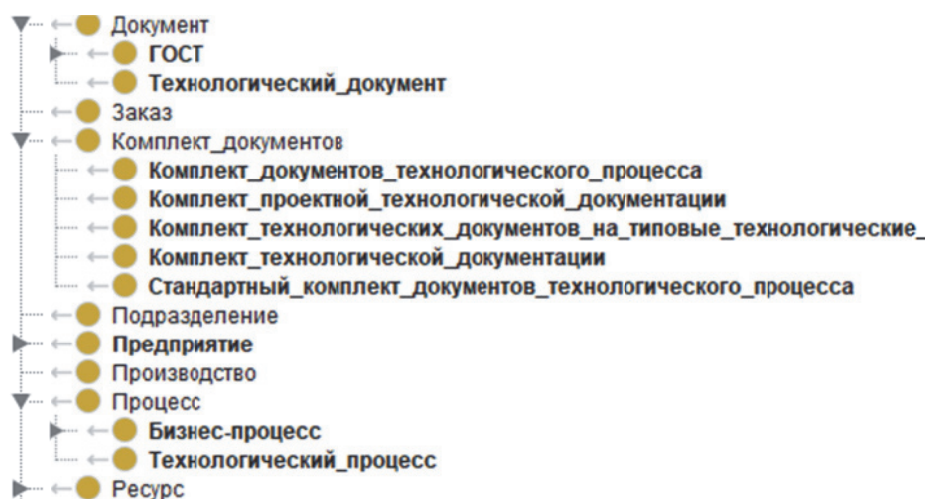 Документ
ГОСТ
Технологический_документ
Заказ
Комплект_документов
Комплект_документов_технологического_процесса
Комплект_проектной_технологической_документации
Комплект_технологических_документов_на_типовые_технологические_
Комплект_технологической_документации
Стандартный_комплект_документов_технологического_процесса
Подразделение
Предприятие
Производство
Процесс
Бизнес-процесс
Технологический_процесс
Ресурс